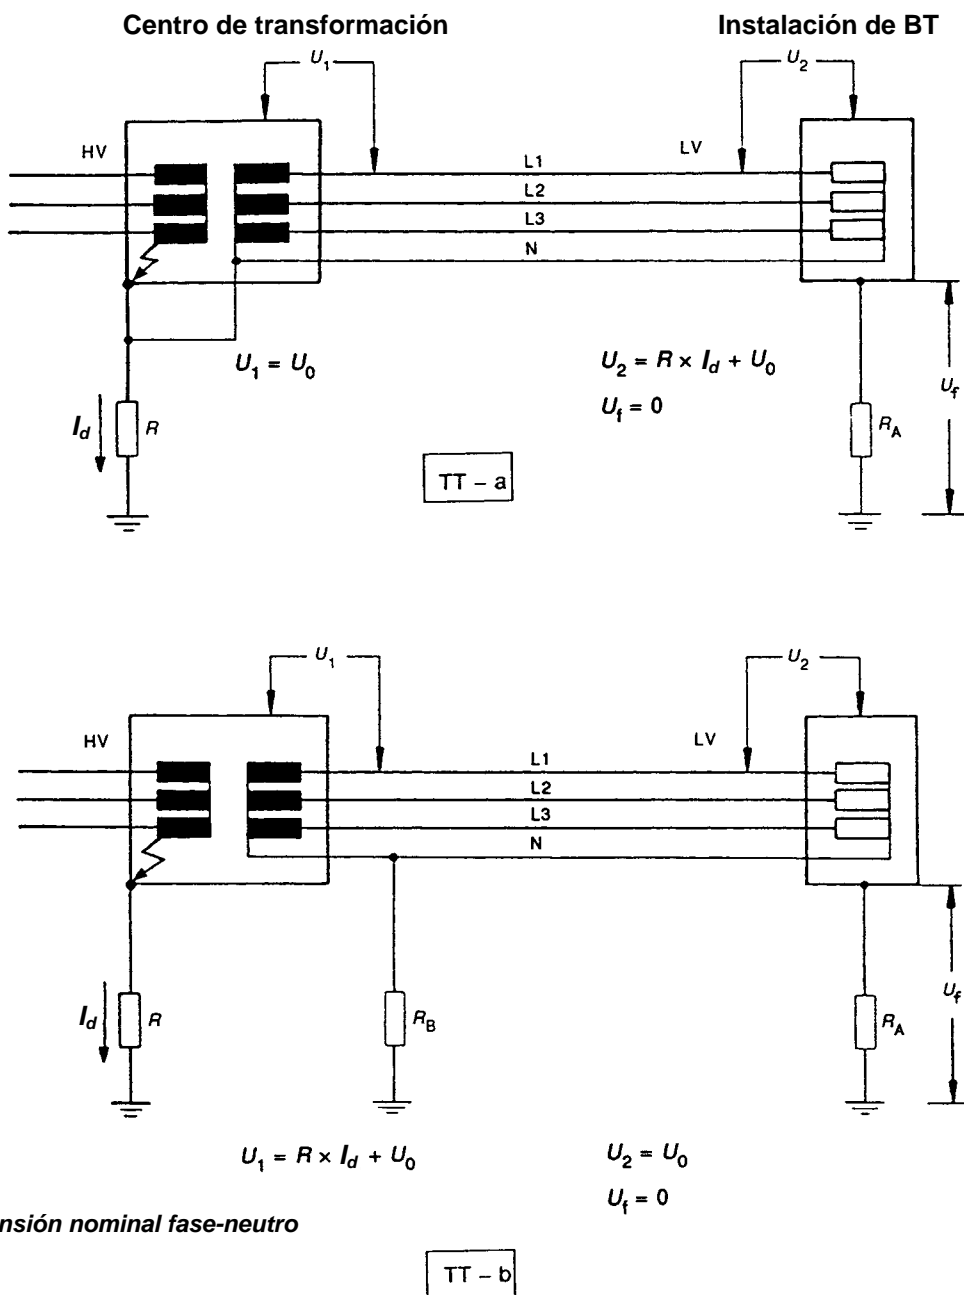 Centro de transformación
Instalación de BT
U1
U2
HV
LV
L1
L2
L3
N
U1 = U0
U2 = R × Id + U0
Uf = 0
Id
R
RA
Uf
TT – a
U1
U2
HV
LV
L1
L2
L3
N
Id
R
RB
RA
Uf
U1 = R × Id + U0
U2 = U0
Uf = 0
nsión nominal fase-neutro
TT – b